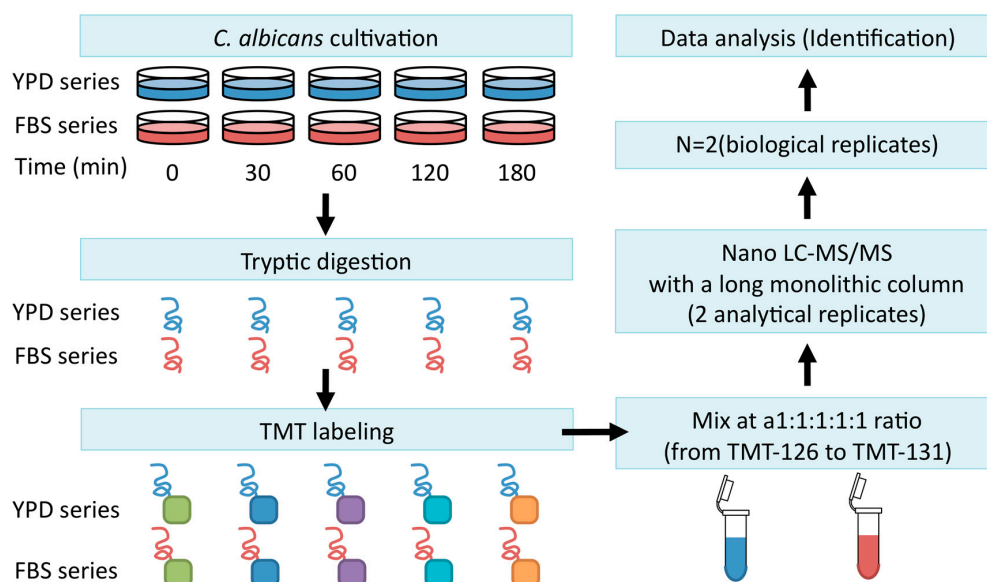 C. albicans cultivation
YPD series
FBS series
Time (min) 0 30 60 120 180
Tryptic digestion
YPD series
FBS series
TMT labeling
YPD series
FBS series
Mix at a1:1:1:1:1 ratio
(from TMT-126 to TMT-131)
Nano LC-MS/MS
with a long monolithic column
(2 analytical replicates)
N=2(biological replicates)
Data analysis (Identification)